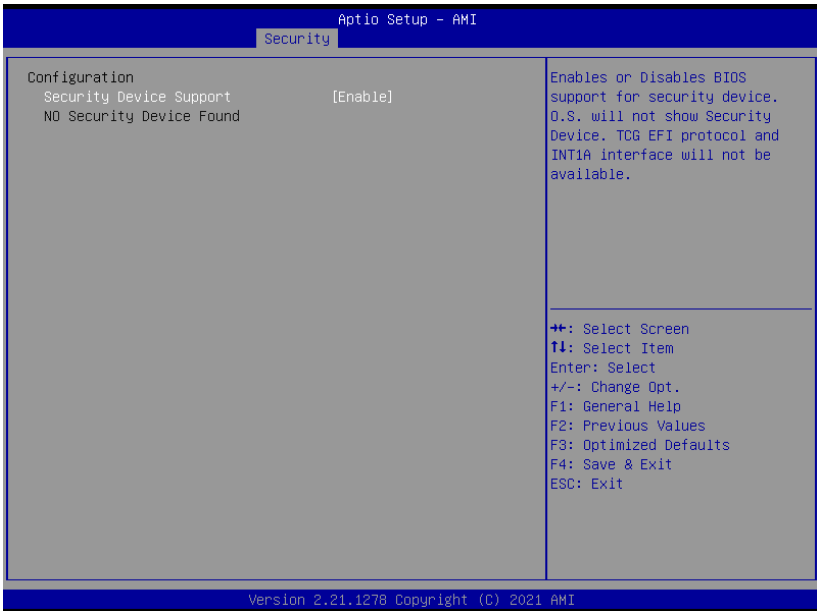 Aptio Setup – AMI
Security
Configuration
Security Device Support [Enable]
NO Security Device Found
Enables or Disables BIOS
support for security device.
O.S. will not show Security
Device. TCG EFI protocol and
INT1A interface will not be
available.
→←: Select Screen
↑↓: Select Item
Enter: Select
+/-: Change Opt.
F1: General Help
F2: Previous Values
F3: Optimized Defaults
F4: Save & Exit
ESC: Exit
Version 2.21.1278 Copyright (C) 2021 AMI